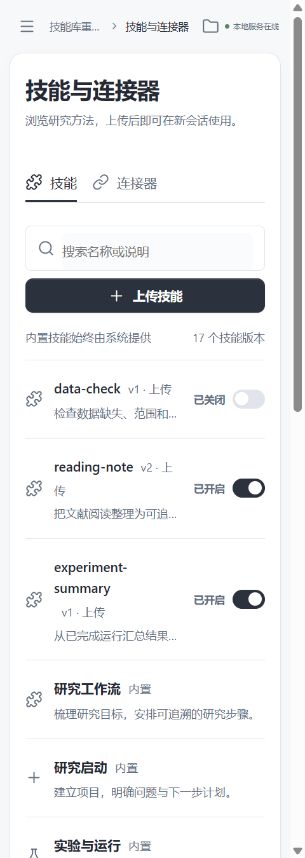 技能库重... > 技能与连接器 本地服务在线
技能与连接器
浏览研究方法，上传后即可在新会话使用。
技能 连接器
搜索名称或说明
+ 上传技能
内置技能始终由系统提供 17 个技能版本
data-check v1 · 上传
已关闭
检查数据缺失、范围和...
reading-note v2 · 上
传
已开启
把文献阅读整理为可追...
experiment-
summary
v1 · 上传
已开启
从已完成运行汇总结果...
研究工作流 内置
梳理研究目标，安排可追溯的研究步骤。
研究启动 内置
建立项目，明确问题与下一步计划。
实验与运行 内置